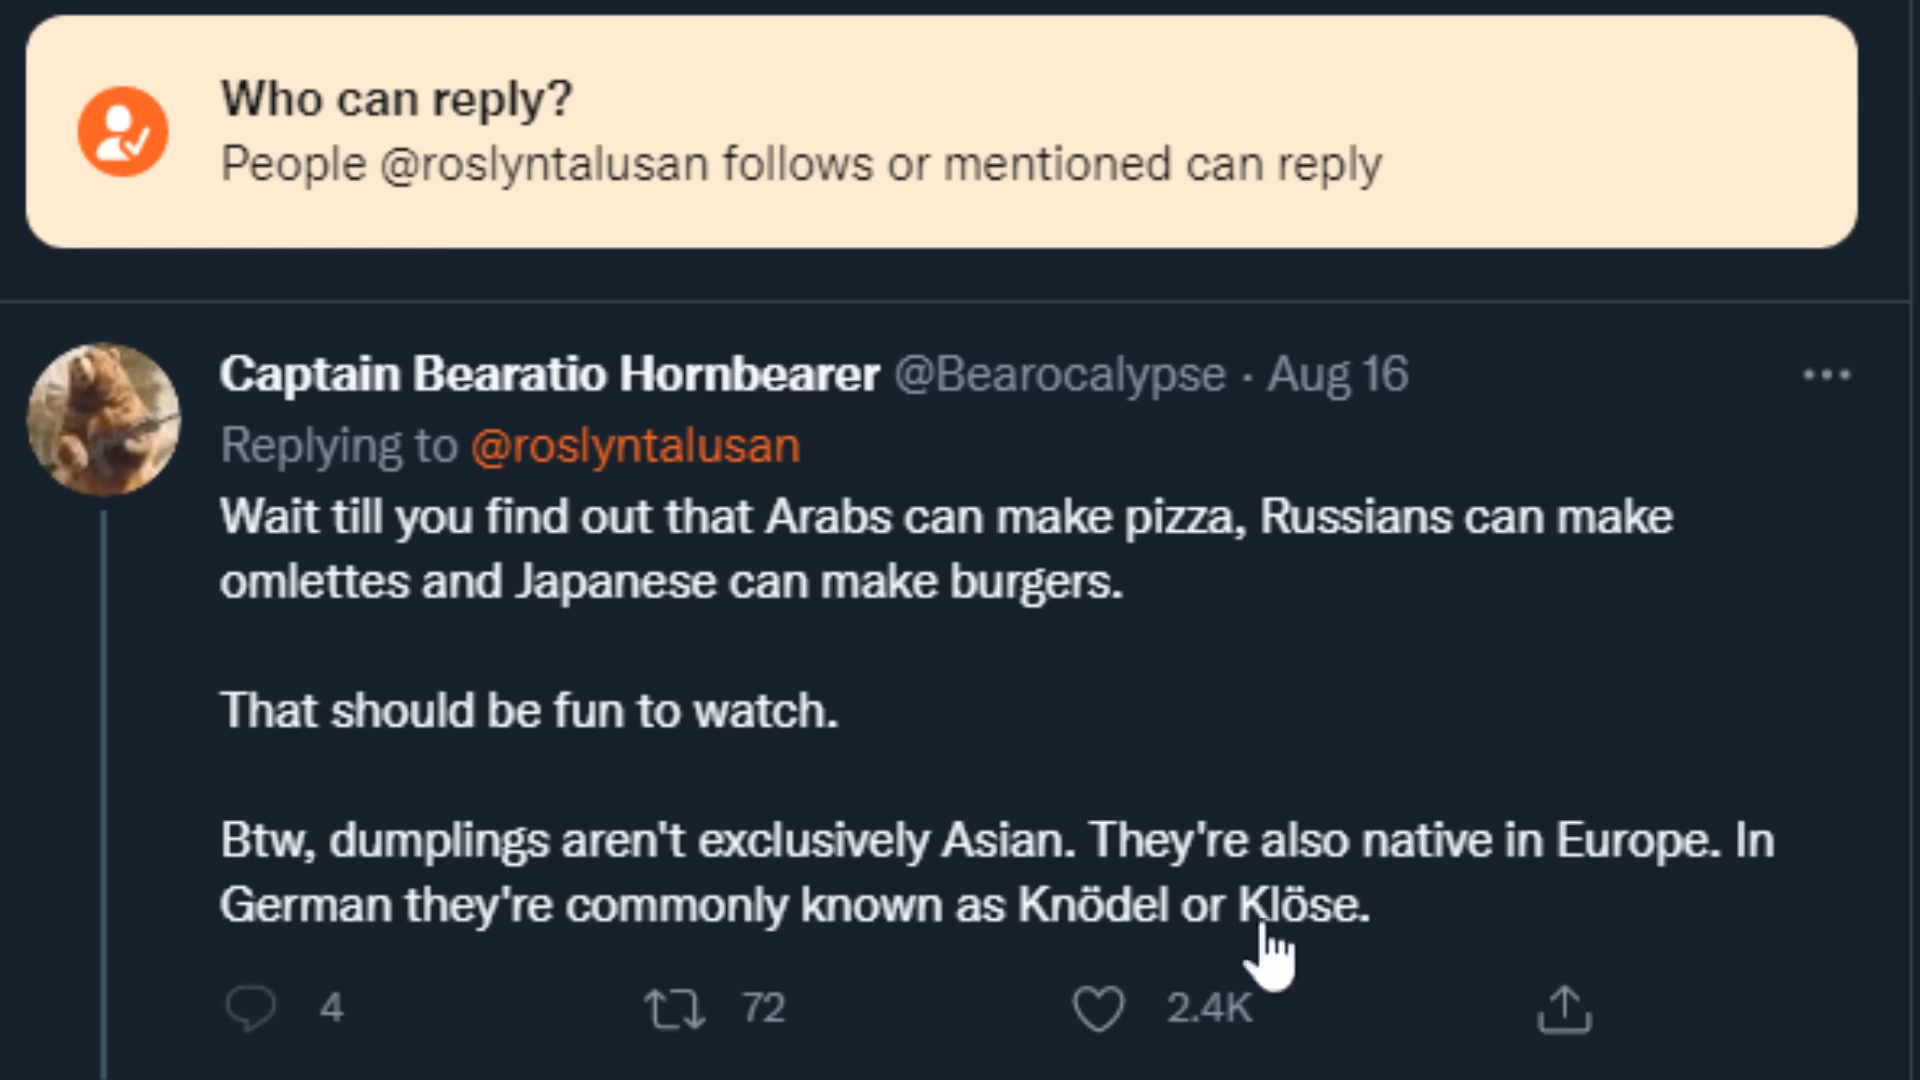 Who can reply?
People @roslyntalusan follows or mentioned can reply
Captain Bearatio Hornbearer @Bearocalypse · Aug 16
Replying to @roslyntalusan
Wait till you find out that Arabs can make pizza, Russians can make
omlettes and Japanese can make burgers.
That should be fun to watch.
Btw, dumplings aren't exclusively Asian. They're also native in Europe. In
German they're commonly known as Knödel or Klöse.
4 72 2.4K